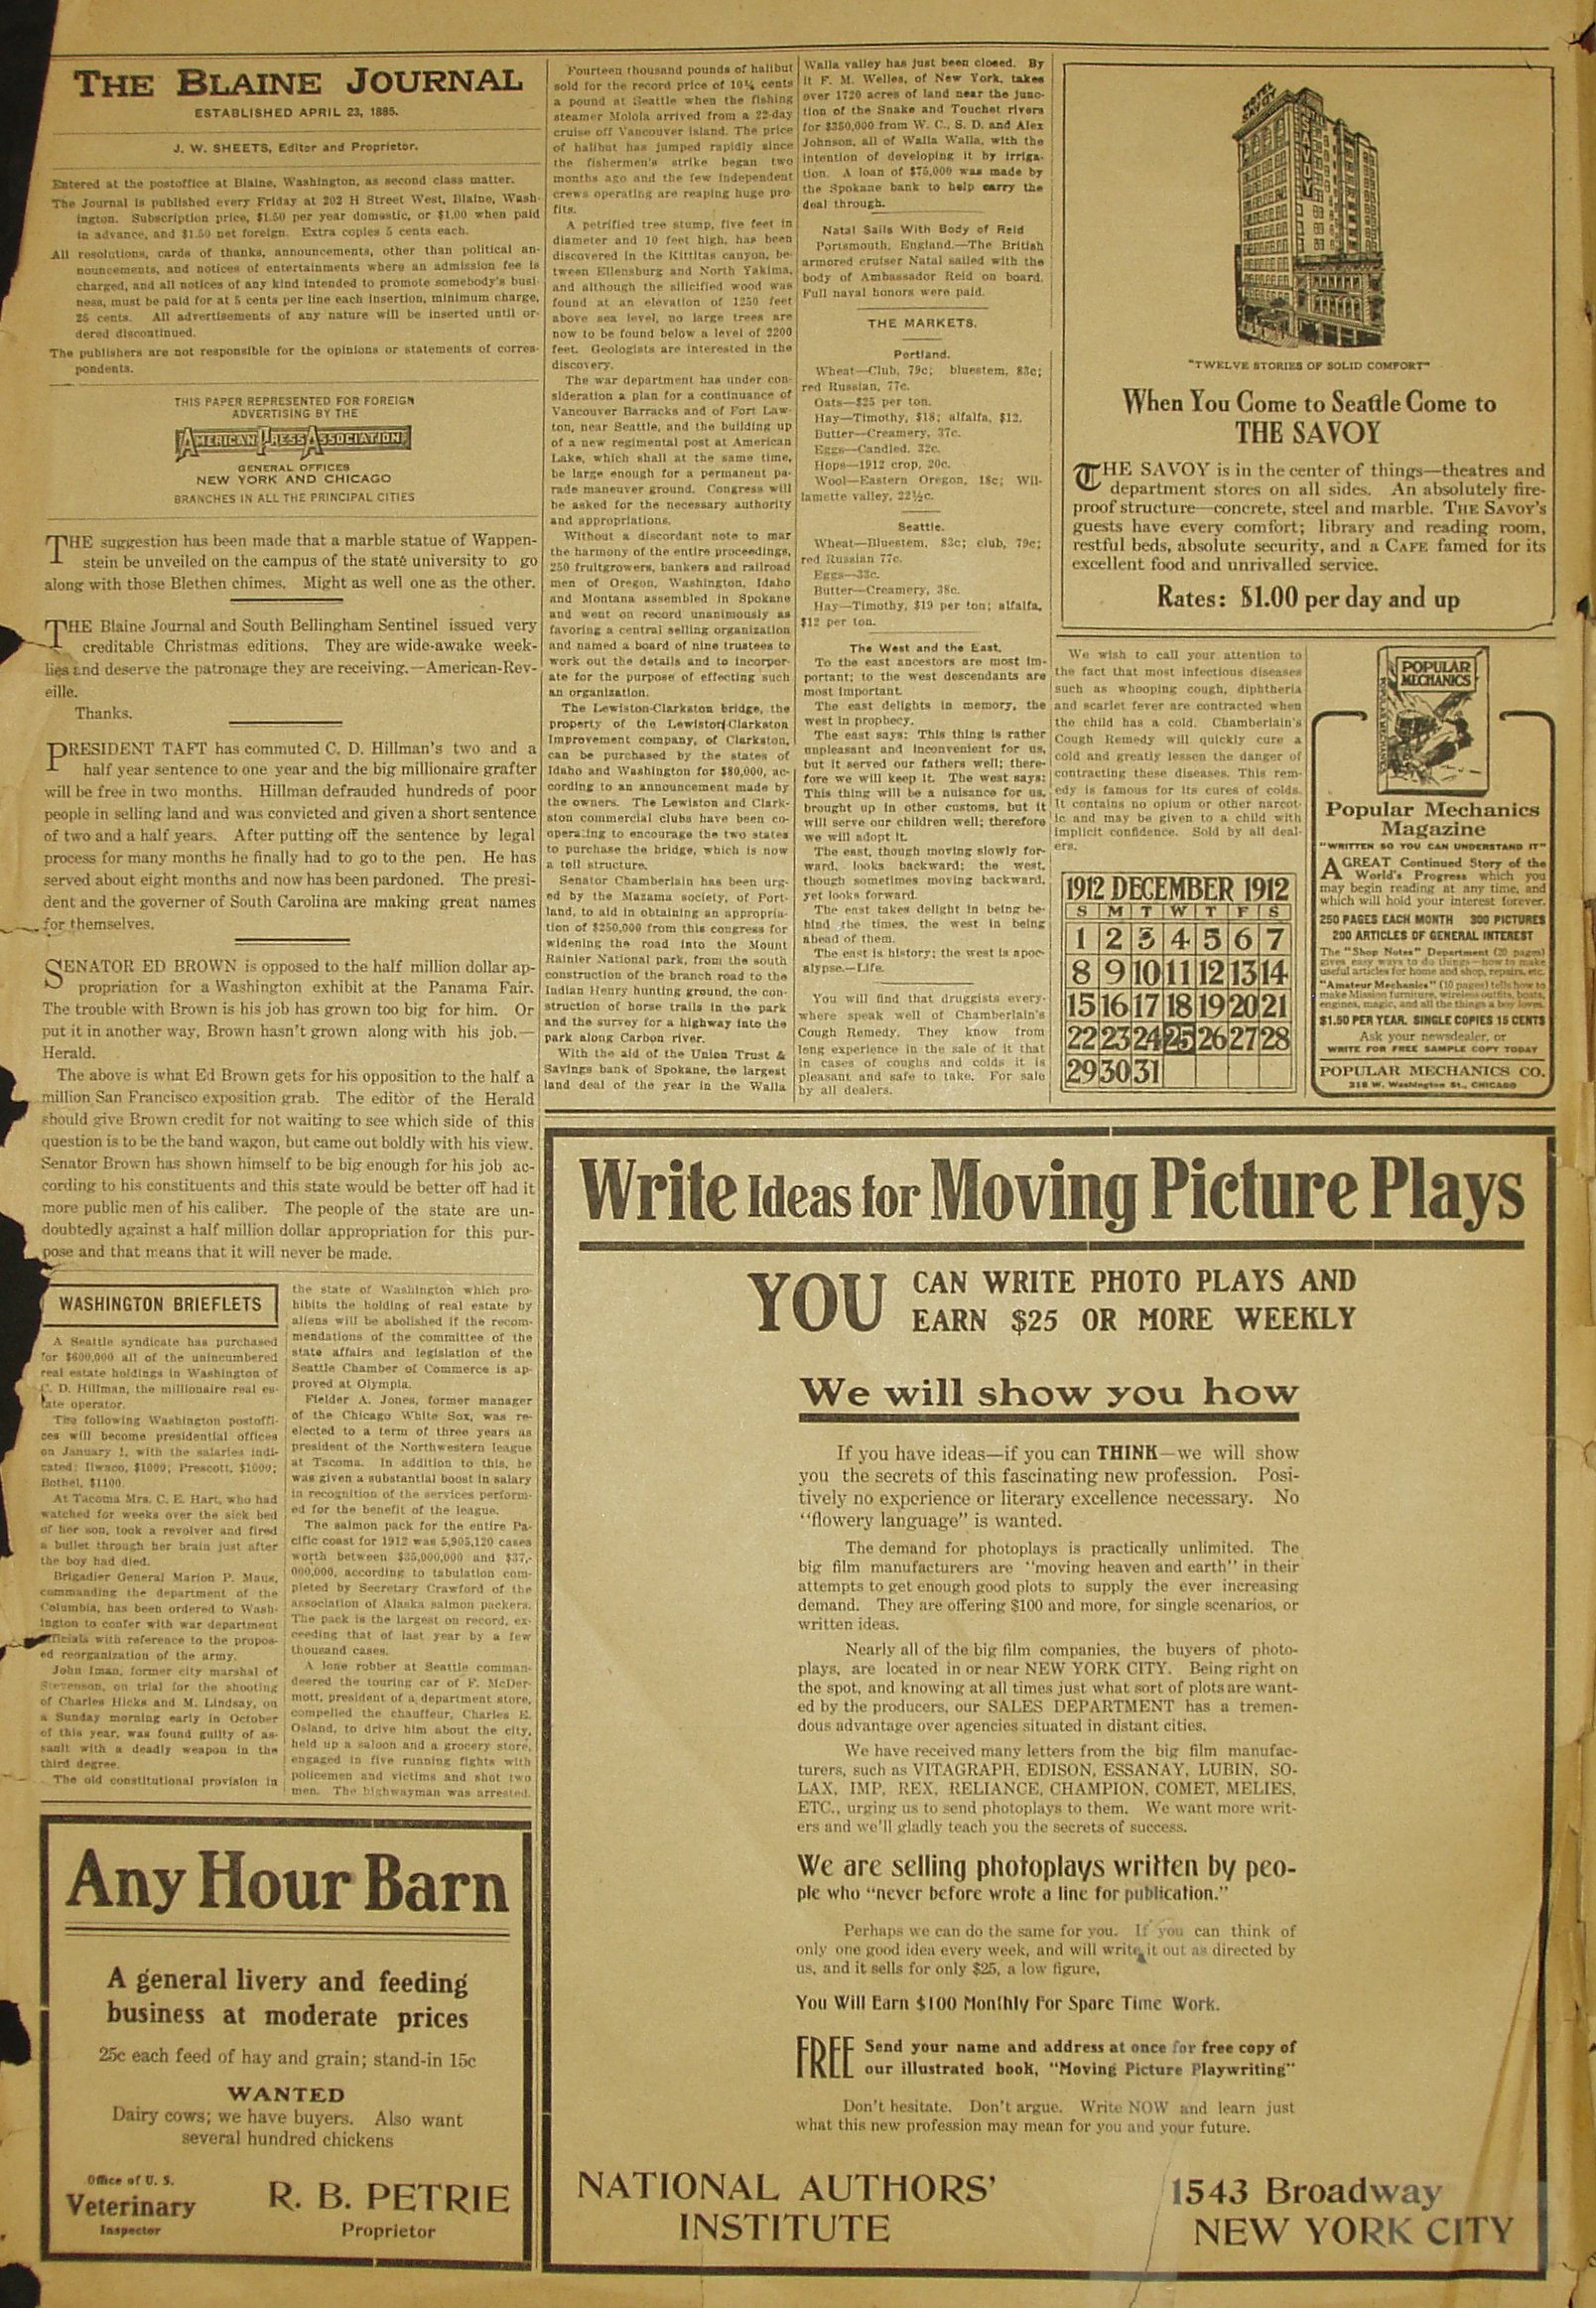 THE BLAINE JOURNAL
ESTABLISHED APRIL 23, 1885.
J. W. SHEETS, Editor and Proprietor.
Entered at the postoffice at Blaine, Washington, as second class matter.
The Journal is published every Friday at 202 H Street West, Blaine, Wash-
ington. Subscription price, $1.50 per year domestic, or $1.00 when paid
in advance, and $1.50 net foreign. Extra copies 5 cents each.
All resolutions, cards of thanks, announcements, other than political an-
nouncements, and notices of entertainments where an admission fee is
charged, and all notices of any kind intended to promote somebody's busi-
ness, must be paid for at 5 cents per line each insertion, minimum charge,
25 cents. All advertisements of any nature will be inserted until or-
dered discontinued.
The publishers are not responsible for the opinions or statements of corres-
pondents.
THIS PAPER REPRESENTED FOR FOREIGN
ADVERTISING BY THE
AMERICAN PRESS ASSOCIATION
GENERAL OFFICES
NEW YORK AND CHICAGO
BRANCHES IN ALL THE PRINCIPAL CITIES
THE suggestion has been made that a marble statue of Wappen-
stein be unveiled on the campus of the state university to go
along with those Blethen chimes. Might as well one as the other.
THE Blaine Journal and South Bellingham Sentinel issued very
creditable Christmas editions. They are wide-awake week-
lies and deserve the patronage they are receiving.—American-Rev-
eille.
Thanks.
PRESIDENT TAFT has commuted C. D. Hillman's two and a
half year sentence to one year and the big millionaire grafter
will be free in two months. Hillman defrauded hundreds of poor
people in selling land and was convicted and given a short sentence
of two and a half years. After putting off the sentence by legal
process for many months he finally had to go to the pen. He has
served about eight months and now has been pardoned. The presi-
dent and the governer of South Carolina are making great names
for themselves.
SENATOR ED BROWN is opposed to the half million dollar ap-
propriation for a Washington exhibit at the Panama Fair.
The trouble with Brown is his job has grown too big for him. Or
put it in another way, Brown hasn't grown along with his job.—
Herald.
The above is what Ed Brown gets for his opposition to the half a
million San Francisco exposition grab. The editor of the Herald
should give Brown credit for not waiting to see which side of this
question is to be the band wagon, but came out boldly with his view.
Senator Brown has shown himself to be big enough for his job ac-
cording to his constituents and this state would be better off had it
more public men of his caliber. The people of the state are un-
doubtedly against a half million dollar appropriation for this pur-
pose and that means that it will never be made.
WASHINGTON BRIEFLETS
A Seattle syndicate has purchased
for $600,000 all of the unincumbered
real estate holdings in Washington of
C. D. Hillman, the millionaire real es-
tate operator.
The following Washington postoffi-
ces will become presidential offices
on January 1, with the salaries indi-
cated: Ilwaco, $1000; Prescott, $1000;
Bothel, $1100.
At Tacoma Mrs. C. E. Hart, who had
watched for weeks over the sick bed
of her son, took a revolver and fired
a bullet through her brain just after
the boy had died.
Brigadier General Marion P. Maus,
commanding the department of the
Columbia, has been ordered to Wash-
ington to confer with war department
officials with reference to the propos-
ed reorganization of the army.
John Iman, former city marshal of
Stevenson, on trial for the shooting
of Charles Hicks and M. Lindsay, on
a Sunday morning early in October
of this year, was found guilty of as-
sault with a deadly weapon in the
third degree.
The old constitutional provision in
the state of Washington which pro-
hibits the holding of real estate by
aliens will be abolished if the recom-
mendations of the committee of the
state affairs and legislation of the
Seattle Chamber of Commerce is ap-
proved at Olympia.
Fielder A. Jones, former manager
of the Chicago White Sox, was re-
elected to a term of three years as
president of the Northwestern league
at Tacoma. In addition to this, he
was given a substantial boost in salary
in recognition of the services perform-
ed for the benefit of the league.
The salmon pack for the entire Pa-
cific coast for 1912 was 5,905,120 cases
worth between $35,000,000 and $37,-
000,000, according to tabulation com-
pleted by Secretary Crawford of the
association of Alaska salmon packers.
The pack is the largest on record, ex-
ceeding that of last year by a few
thousand cases.
A lone robber at Seattle comman-
deered the touring car of F. McDer-
mott, president of a department store,
compelled the chauffeur, Charles E.
Osland, to drive him about the city,
held up a saloon and a grocery store,
engaged in five running fights with
policemen and victims and shot two
men. The highwayman was arrested.
Any Hour Barn
A general livery and feeding
business at moderate prices
25c each feed of hay and grain; stand-in 15c
WANTED
Dairy cows; we have buyers. Also want
several hundred chickens
Office of U. S.
Veterinary
Inspector
R. B. PETRIE
Proprietor
Fourteen thousand pounds of halibut
sold for the record price of 10¼ cents
a pound at Seattle when the fishing
steamer Molola arrived from a 22-day
cruise off Vancouver island. The price
of halibut has jumped rapidly since
the fishermen's strike began two
months ago and the few independent
crews operating are reaping huge pro-
fits.
A petrified tree stump, five feet in
diameter and 10 feet high, has been
discovered in the Kittitas canyon, be-
tween Ellensburg and North Yakima,
and although the silicified wood was
found at an elevation of 1250 feet
above sea level, no large trees are
now to be found below a level of 2200
feet. Geologists are interested in the
discovery.
The war department has under con-
sideration a plan for a continuance of
Vancouver Barracks and of Fort Law-
ton, near Seattle, and the building up
of a new regimental post at American
Lake, which shall at the same time,
be large enough for a permanent pa-
rade maneuver ground. Congress will
be asked for the necessary authority
and appropriations.
Without a discordant note to mar
the harmony of the entire proceedings,
250 fruitgrowers, bankers and railroad
men of Oregon, Washington, Idaho
and Montana assembled in Spokane
and went on record unanimously as
favoring a central selling organization
and named a board of nine trustees to
work out the details and to incorpor-
ate for the purpose of effecting such
an organization.
The Lewiston-Clarkston bridge, the
property of the Lewiston Clarkston
Improvement company, of Clarkston,
can be purchased by the states of
Idaho and Washington for $80,000, ac-
cording to an announcement made by
the owners. The Lewiston and Clark-
ston commercial clubs have been co-
operating to encourage the two states
to purchase the bridge, which is now
a toll structure.
Senator Chamberlain has been urg-
ed by the Mazama society, of Port-
land, to aid in obtaining an appropria-
tion of $250,000 from this congress for
widening the road into the Mount
Rainier National park, from the south
construction of the branch road to the
Indian Henry hunting ground, the con-
struction of horse trails in the park
and the survey for a highway into the
park along Carbon river.
With the aid of the Union Trust &
Savings bank of Spokane, the largest
land deal of the year in the Walla
Walla valley has just been closed. By
it F. M. Welles, of New York, takes
over 1720 acres of land near the junc-
tion of the Snake and Touchet rivers
for $350,000 from W. C., S. D. and Alex
Johnson, all of Walla Walla, with the
intention of developing it by irriga-
tion. A loan of $75,000 was made by
the Spokane bank to help carry the
deal through.
Natal Sails With Body of Reid
Portsmouth, England.—The British
armored cruiser Natal sailed with the
body of Ambassador Reid on board.
Full naval honors were paid.
THE MARKETS.
Portland.
Wheat—Club, 79c; bluestem, 83c;
red Russian, 77c.
Oats—$25 per ton.
Hay—Timothy, $18; alfalfa, $12.
Butter—Creamery, 37c.
Eggs—Candled, 32c.
Hops—1912 crop, 20c.
Wool—Eastern Oregon, 18c; Wil-
lamette valley, 22½c.
Seattle.
Wheat—Bluestem, 83c; club, 79c;
red Russian 77c.
Eggs—33c.
Butter—Creamery, 38c.
Hay—Timothy, $19 per ton; alfalfa,
$12 per ton.
The West and the East.
To the east ancestors are most im-
portant; to the west descendants are
most important.
The east delights in memory, the
west in prophecy.
The east says: This thing is rather
unpleasant and inconvenient for us,
but it served our fathers well; there-
fore we will keep it. The west says:
This thing will be a nuisance for us,
brought up in other customs, but it
will serve our children well; therefore
we will adopt it.
The east, though moving slowly for-
ward, looks backward; the west,
though sometimes moving backward,
yet looks forward.
The east takes delight in being be-
hind the times, the west in being
ahead of them.
The east is history; the west is apoc-
alypse.—Life.
You will find that druggists every-
where speak well of Chamberlain's
Cough Remedy. They know from
long experience in the sale of it that
in cases of coughs and colds it is
pleasant and safe to take. For sale
by all dealers.
HOTEL
SAVOY
SAVOY
"TWELVE STORIES OF SOLID COMFORT"
When You Come to Seattle Come to
THE SAVOY
THE SAVOY is in the center of things—theatres and
department stores on all sides. An absolutely fire-
proof structure—concrete, steel and marble. THE SAVOY'S
guests have every comfort; library and reading room,
restful beds, absolute security, and a CAFE famed for its
excellent food and unrivalled service.
Rates: $1.00 per day and up
We wish to call your attention to
the fact that most infectious diseases
such as whooping cough, diphtheria
and scarlet fever are contracted when
the child has a cold. Chamberlain's
Cough Remedy will quickly cure a
cold and greatly lessen the danger of
contracting these diseases. This rem-
edy is famous for its cures of colds.
It contains no opium or other narcot-
ic and may be given to a child with
implicit confidence. Sold by all deal-
ers.
1912 DECEMBER 1912
S M T W T F S
1 2 3 4 5 6 7
8 9 10 11 12 13 14
15 16 17 18 19 20 21
22 23 24 25 26 27 28
29 30 31
POPULAR
MECHANICS
Popular Mechanics
Magazine
"WRITTEN SO YOU CAN UNDERSTAND IT"
A GREAT Continued Story of the
World's Progress which you
may begin reading at any time, and
which will hold your interest forever.
250 PAGES EACH MONTH 300 PICTURES
200 ARTICLES OF GENERAL INTEREST
The "Shop Notes" Department (20 pages)
gives easy ways to do things—how to make
useful articles for home and shop, repairs, etc.
"Amateur Mechanics" (10 pages) tells how to
make Mission furniture, wireless outfits, boats,
engines, magic, and all the things a boy loves.
$1.50 PER YEAR. SINGLE COPIES 15 CENTS
Ask your newsdealer, or
WRITE FOR FREE SAMPLE COPY TODAY
POPULAR MECHANICS CO.
318 W. Washington St., CHICAGO
Write Ideas for Moving Picture Plays
YOU CAN WRITE PHOTO PLAYS AND
EARN $25 OR MORE WEEKLY
We will show you how
If you have ideas—if you can THINK—we will show
you the secrets of this fascinating new profession. Posi-
tively no experience or literary excellence necessary. No
"flowery language" is wanted.
The demand for photoplays is practically unlimited. The
big film manufacturers are "moving heaven and earth" in their
attempts to get enough good plots to supply the ever increasing
demand. They are offering $100 and more, for single scenarios, or
written ideas.
Nearly all of the big film companies, the buyers of photo-
plays, are located in or near NEW YORK CITY. Being right on
the spot, and knowing at all times just what sort of plots are want-
ed by the producers, our SALES DEPARTMENT has a tremen-
dous advantage over agencies situated in distant cities.
We have received many letters from the big film manufac-
turers, such as VITAGRAPH, EDISON, ESSANAY, LUBIN, SO-
LAX, IMP, REX, RELIANCE, CHAMPION, COMET, MELIES,
ETC., urging us to send photoplays to them. We want more writ-
ers and we'll gladly teach you the secrets of success.
We are selling photoplays written by peo-
ple who "never before wrote a line for publication."
Perhaps we can do the same for you. If you can think of
only one good idea every week, and will write it out as directed by
us, and it sells for only $25, a low figure,
You Will Earn $100 Monthly For Spare Time Work.
FREE Send your name and address at once for free copy of
our illustrated book, "Moving Picture Playwriting"
Don't hesitate. Don't argue. Write NOW and learn just
what this new profession may mean for you and your future.
NATIONAL AUTHORS'
INSTITUTE
1543 Broadway
NEW YORK CITY